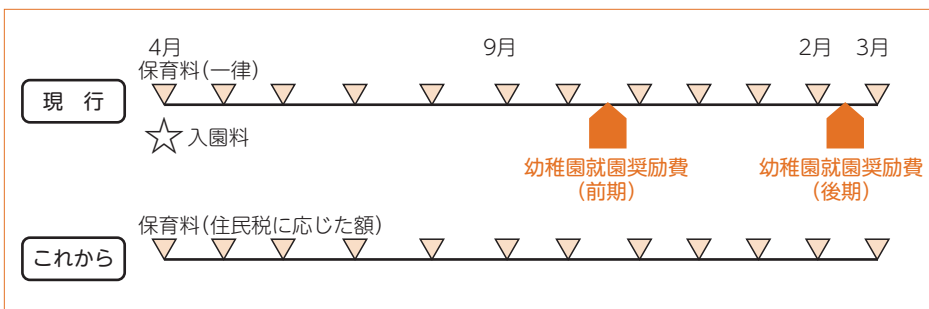 4月 9月 2月 3月
保育料(一律)
現 行
入園料
幼稚園就園奨励費
(前期)
幼稚園就園奨励費
(後期)
保育料(住民税に応じた額)
これから